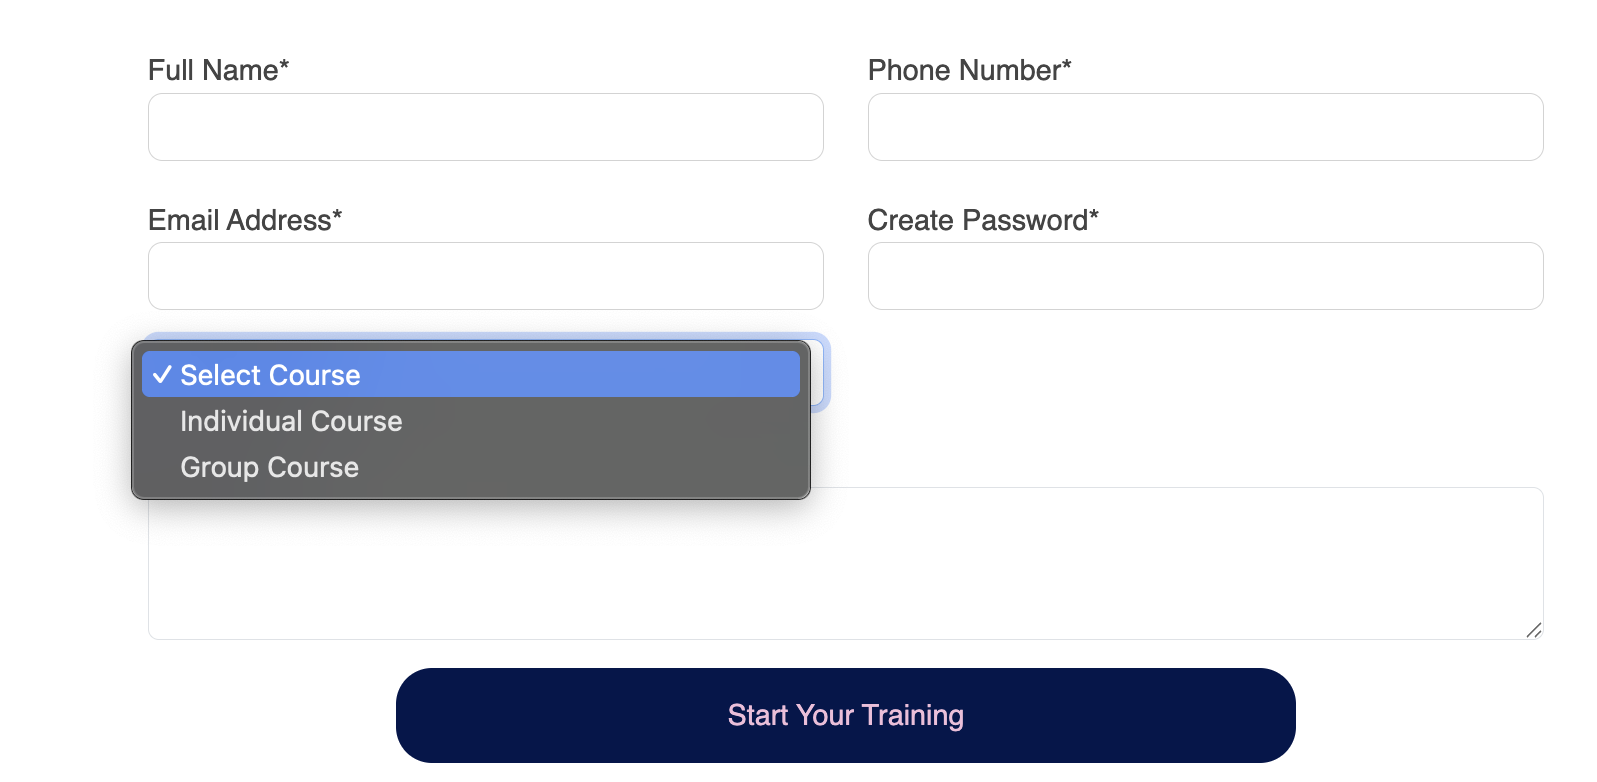 Full Name*
Phone Number*
Email Address*
Create Password*
✓ Select Course
Individual Course
Group Course
Start Your Training